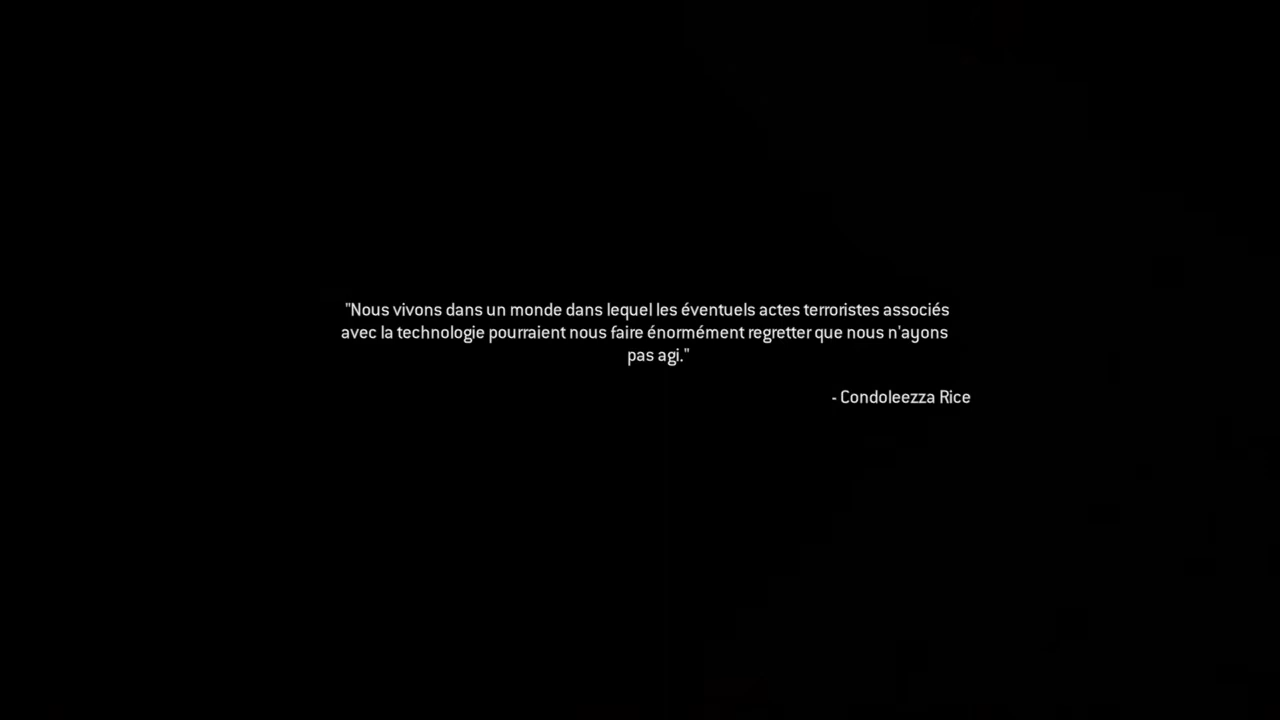 "Nous vivons dans un monde dans lequel les éventuels actes terroristes associés
avec la technologie pourraient nous faire énormément regretter que nous n'ayons
pas agi."
- Condoleezza Rice